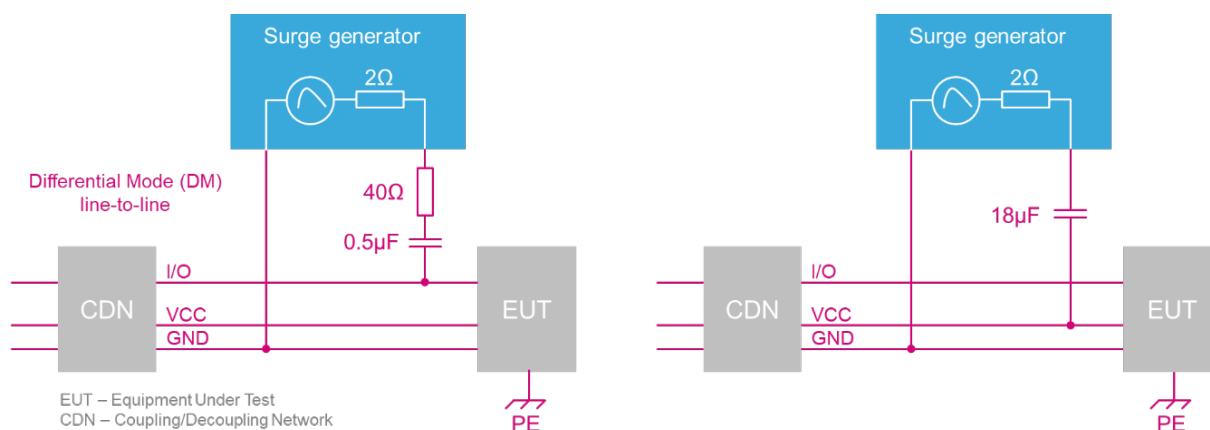 Surge generator
2Ω
Differential Mode (DM)
line-to-line
40Ω
0.5µF
I/O
CDN
VCC
GND
EUT
PE
EUT – Equipment Under Test
CDN – Coupling/Decoupling Network
Surge generator
2Ω
18µF
I/O
CDN
VCC
GND
EUT
PE